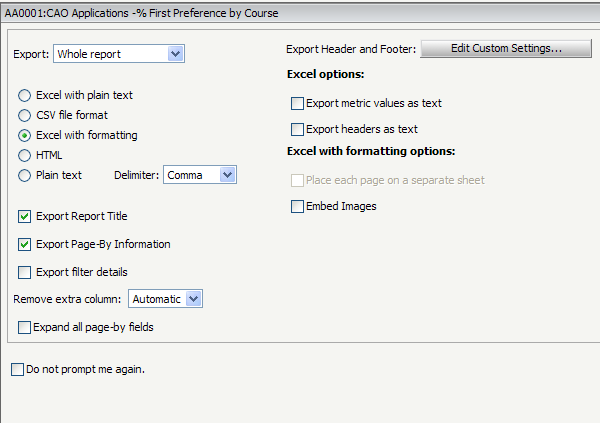 AA0001:CAO Applications -% First Preference by Course
Export: Whole report
Export Header and Footer: Edit Custom Settings...
Excel options:
Excel with plain text
Export metric values as text
CSV file format
Export headers as text
Excel with formatting
Excel with formatting options:
HTML
Plain text Delimiter: Comma
Place each page on a separate sheet
Embed Images
Export Report Title
Export Page-By Information
Export filter details
Remove extra column: Automatic
Expand all page-by fields
Do not prompt me again.